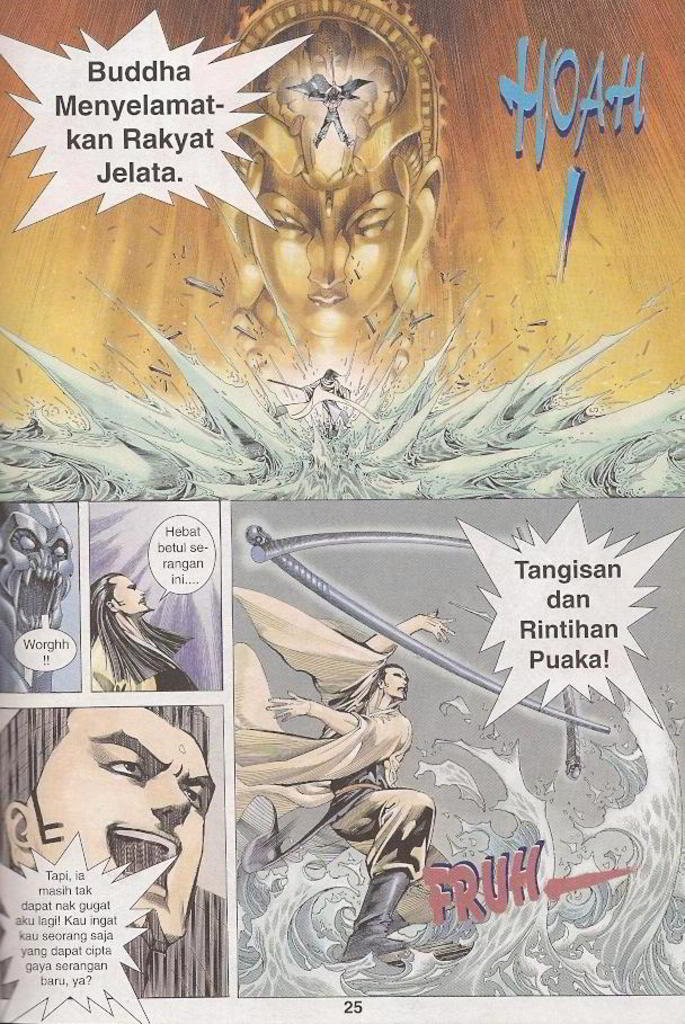 Buddha
Menyelamat-
kan Rakyat
Jelata.
HOAH
!
Worghh
!!
Hebat
betul se-
rangan
ini....
Tangisan
dan
Rintihan
Puaka!
Tapi, ia
masih tak
dapat nak gugat
aku lagi! Kau ingat
kau seorang saja
yang dapat cipta
gaya serangan
baru, ya?
FRUH
25